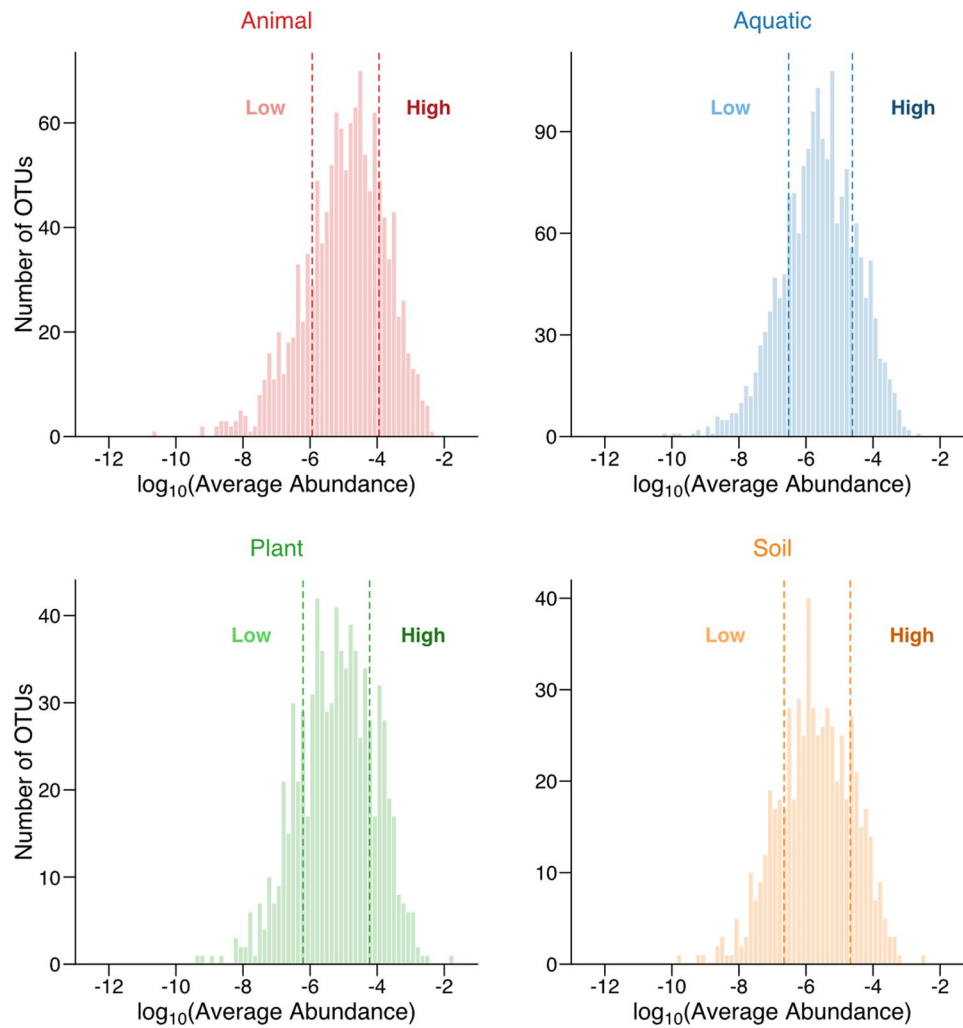 Animal
Low
High
Number of OTUs
60
40
20
0
-12 -10 -8 -6 -4 -2
log10(Average Abundance)
Aquatic
Low
High
90
60
30
0
-12 -10 -8 -6 -4 -2
log10(Average Abundance)
Plant
Low
High
Number of OTUs
40
30
20
10
0
-12 -10 -8 -6 -4 -2
log10(Average Abundance)
Soil
Low
High
40
30
20
10
0
-12 -10 -8 -6 -4 -2
log10(Average Abundance)